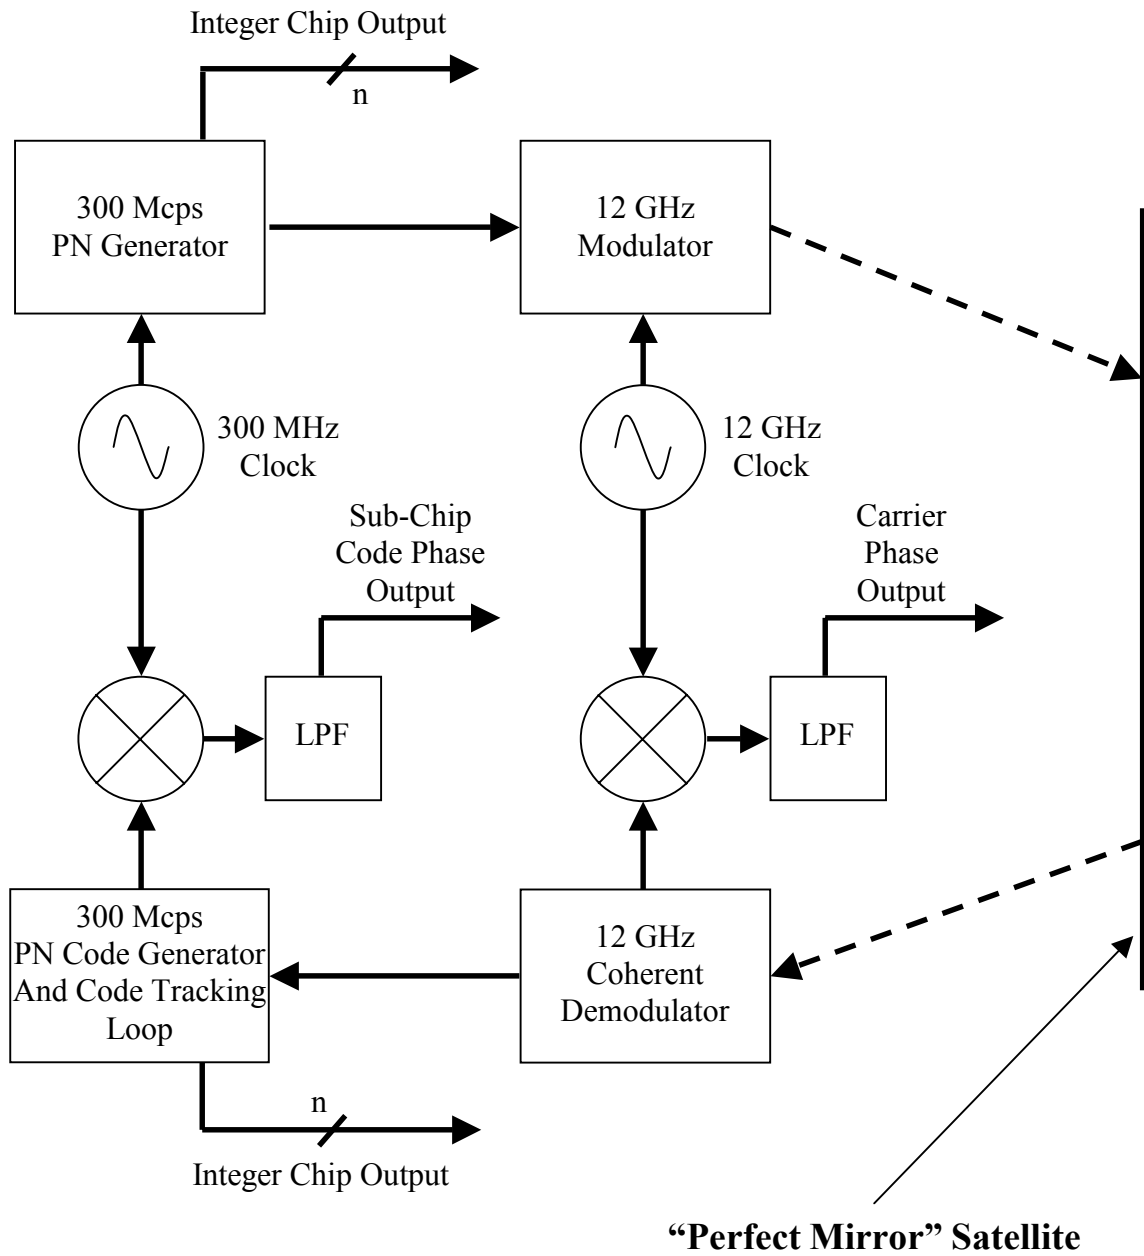 Integer Chip Output
n
300 Mcps
PN Generator
12 GHz
Modulator
300 MHz
Clock
12 GHz
Clock
Sub-Chip
Code Phase
Output
Carrier
Phase
Output
LPF
LPF
300 Mcps
PN Code Generator
And Code Tracking
Loop
12 GHz
Coherent
Demodulator
n
Integer Chip Output
“Perfect Mirror” Satellite